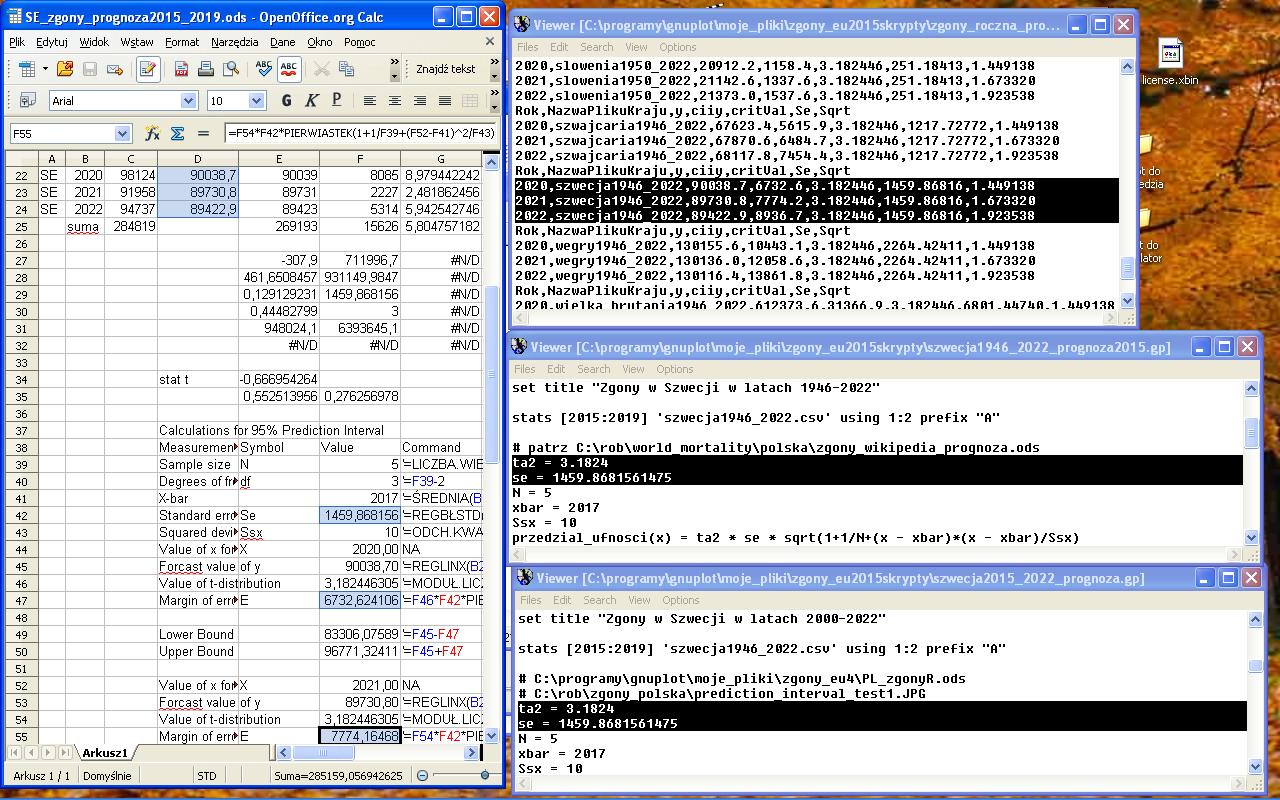 SE_zgony_prognoza2015_2019.ods - OpenOffice.org Calc
Plik Edytuj Widok Wstaw Format Narzędzia Dane Okno Pomoc
Znajdź tekst
Arial 10 G K P
F55 =F54*F42*PIERWIASTEK(1+1/F39+(F52-F41)^2/F43)
A B C D E F G
22 SE 2020 98124 90038,7 90039 8085 8,979442242
23 SE 2021 91958 89730,8 89731 2227 2,481862456
24 SE 2022 94737 89422,9 89423 5314 5,942542746
25 suma 284819 269193 15626 5,804757182
26
27 -307,9 711996,7 #N/D
28 461,6508457 931149,9847 #N/D
29 0,129129231 1459,868156 #N/D
30 0,44482799 3 #N/D
31 948024,1 6393645,1 #N/D
32 #N/D #N/D #N/D
33
34 stat t -0,666954264
35 0,552513956 0,276256978
36
37 Calculations for 95% Prediction Interval
38 Measuremen Symbol Value Command
39 Sample size N 5 '=LICZBA.WIE
40 Degrees of fr df 3 '=F39-2
41 X-bar 2017 '=ŚREDNIA(B
42 Standard erro Se 1459,868156 '=REGBŁSTD
43 Squared devi Ssx 10 '=ODCH.KWA
44 Value of x for X 2020,00 NA
45 Forcast value of y 90038,70 '=REGLINX(B2
46 Value of t-distribution 3,182446305 '=MODUŁ.LIC
47 Margin of erro E 6732,624106 '=F46*F42*PIE
48
49 Lower Bound 83306,07589 '=F45-F47
50 Upper Bound 96771,32411 '=F45+F47
51
52 Value of x for X 2021,00 NA
53 Forcast value of y 89730,80 '=REGLINX(B2
54 Value of t-distribution 3,182446305 '=MODUŁ.LIC
55 Margin of erro E 7774,16468 '=F54*F42*PIE
Arkusz1
Arkusz 1 / 1 Domyślnie STD Suma=285159,056942625
Viewer [C:\programy\gnuplot\moje_pliki\zgony_eu2015skrypty\zgony_roczna_pro...
Files Edit Search View Options
2020,slowenia1950_2022,20912.2,1158.4,3.182446,251.18413,1.449138
2021,slowenia1950_2022,21142.6,1337.6,3.182446,251.18413,1.673320
2022,slowenia1950_2022,21373.0,1537.6,3.182446,251.18413,1.923538
Rok,NazwaPlikuKraju,y,ciiy,critVal,Se,Sqrt
2020,szwajcaria1946_2022,67623.4,5615.9,3.182446,1217.72772,1.449138
2021,szwajcaria1946_2022,67870.6,6484.7,3.182446,1217.72772,1.673320
2022,szwajcaria1946_2022,68117.8,7454.4,3.182446,1217.72772,1.923538
Rok,NazwaPlikuKraju,y,ciiy,critVal,Se,Sqrt
2020,szwecja1946_2022,90038.7,6732.6,3.182446,1459.86816,1.449138
2021,szwecja1946_2022,89730.8,7774.2,3.182446,1459.86816,1.673320
2022,szwecja1946_2022,89422.9,8936.7,3.182446,1459.86816,1.923538
Rok,NazwaPlikuKraju,y,ciiy,critVal,Se,Sqrt
2020,wegry1946_2022,130155.6,10443.1,3.182446,2264.42411,1.449138
2021,wegry1946_2022,130136.0,12058.6,3.182446,2264.42411,1.673320
2022,wegry1946_2022,130116.4,13861.8,3.182446,2264.42411,1.923538
Rok,NazwaPlikuKraju,y,ciiy,critVal,Se,Sqrt
2020,wielka_brutania1946_2022,612373.6,31366.9,3.182446,6801.44740,1.449138
Viewer [C:\programy\gnuplot\moje_pliki\zgony_eu2015skrypty\szwecja1946_2022_prognoza2015.gp]
Files Edit Search View Options
set title "Zgony w Szwecji w latach 1946-2022"
stats [2015:2019] 'szwecja1946_2022.csv' using 1:2 prefix "A"
# patrz C:\rob\world_mortality\polska\zgony_wikipedia_prognoza.ods
ta2 = 3.1824
se = 1459.8681561475
N = 5
xbar = 2017
Ssx = 10
przedzial_ufnosci(x) = ta2 * se * sqrt(1+1/N+(x - xbar)*(x - xbar)/Ssx)
Viewer [C:\programy\gnuplot\moje_pliki\zgony_eu2015skrypty\szwecja2015_2022_prognoza.gp]
Files Edit Search View Options
set title "Zgony w Szwecji w latach 2000-2022"
stats [2015:2019] 'szwecja1946_2022.csv' using 1:2 prefix "A"
# C:\programy\gnuplot\moje_pliki\zgony_eu4\PL_zgonyR.ods
# C:\rob\zgony_polska\prediction_interval_test1.JPG
ta2 = 3.1824
se = 1459.8681561475
N = 5
xbar = 2017
Ssx = 10
license.xbin
t do
edzia
t do
lator